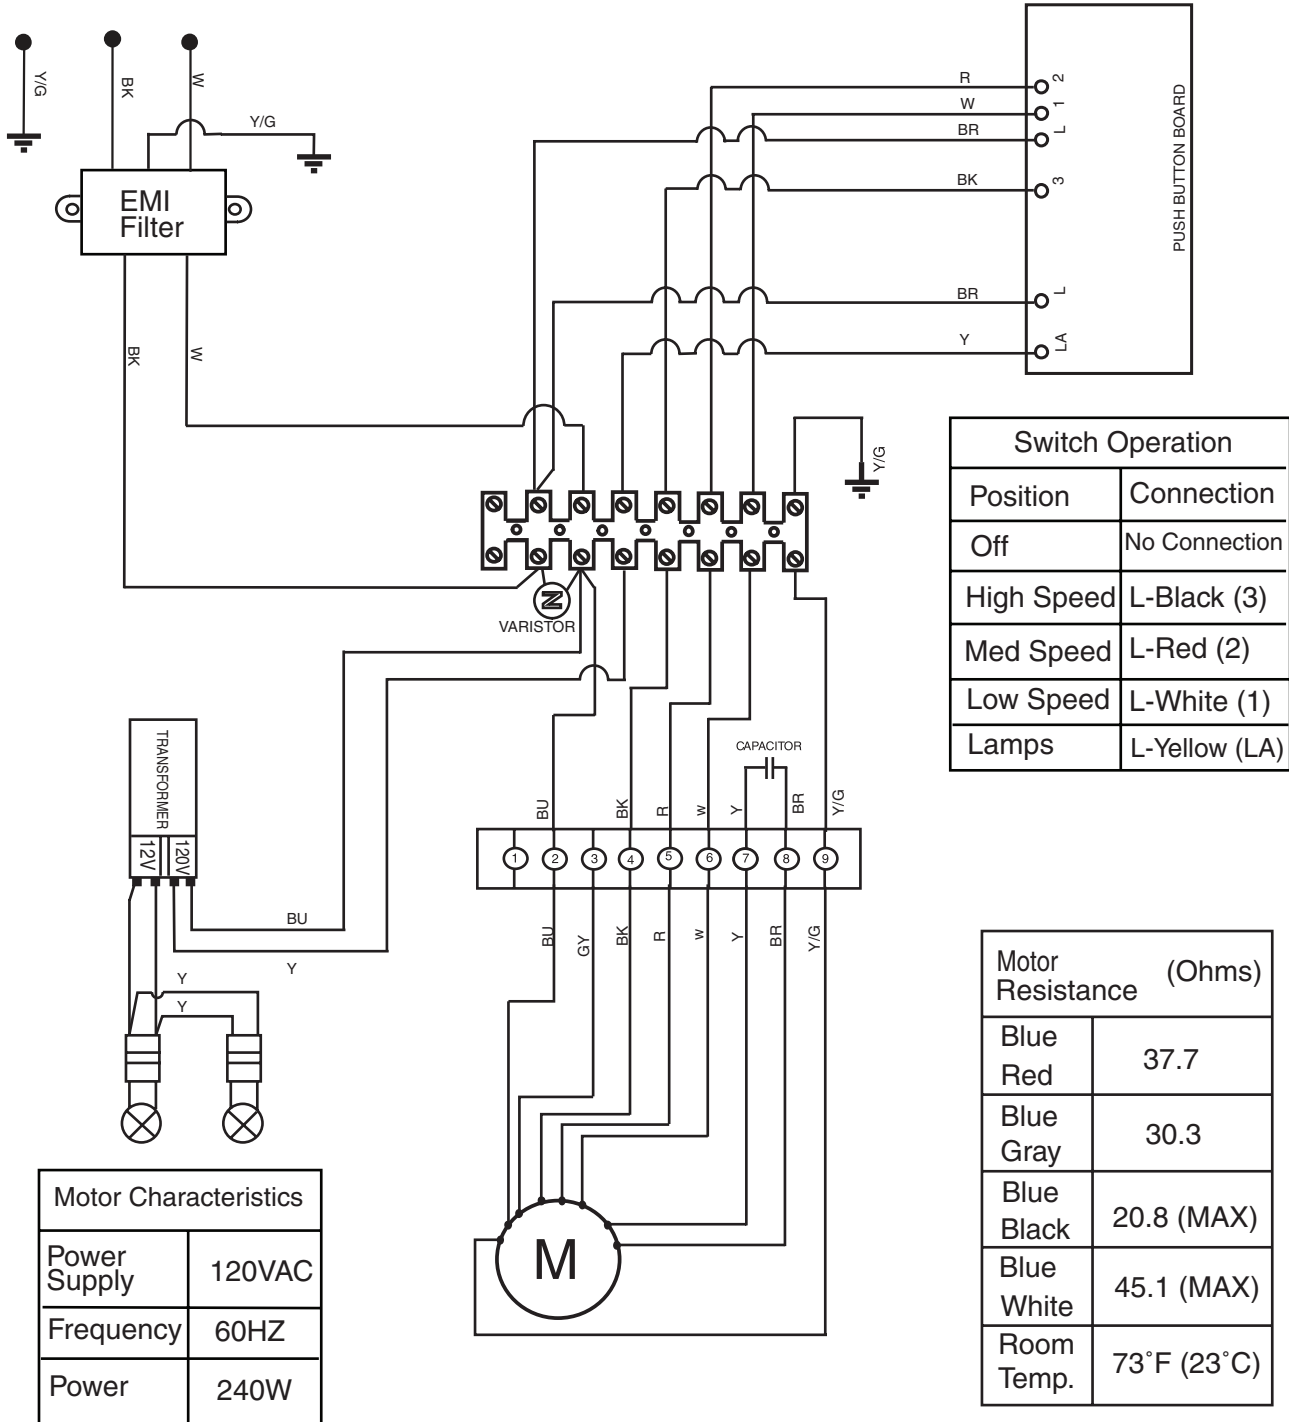 Y/G
BK
W
Y/G
EMI
Filter
BK
W
R
W
BR
BK
BR
Y
2
1
L
3
L
LA
PUSH BUTTON BOARD
Y/G
VARISTOR
Switch Operation
Position Connection
Off No Connection
High Speed L-Black (3)
Med Speed L-Red (2)
Low Speed L-White (1)
Lamps L-Yellow (LA)
TRANSFORMER
12V 120V
BU
Y
Y
Y
CAPACITOR
BU BK R w Y BR Y/G
1 2 3 4 5 6 7 8 9
BU GY BK R w Y BR Y/G
M
Motor Characteristics
Power
Supply 120VAC
Frequency 60HZ
Power 240W
Motor
Resistance (Ohms)
Blue
Red 37.7
Blue
Gray 30.3
Blue
Black 20.8 (MAX)
Blue
White 45.1 (MAX)
Room
Temp. 73˚F (23˚C)